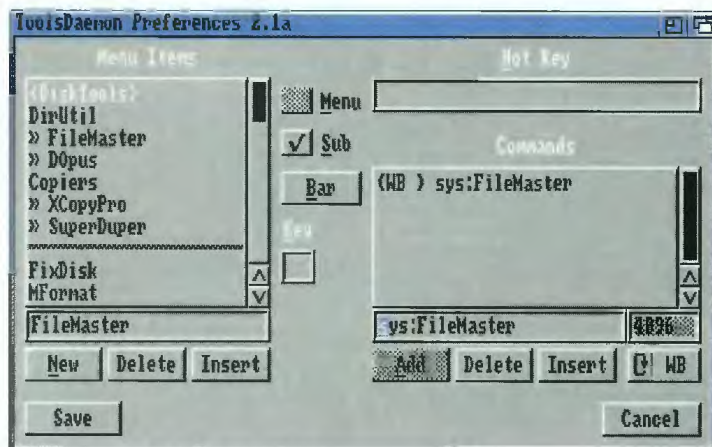 ToolsDaemon Preferences 2.1a
Menu Items
<DiskTools>
DirUtil
» FileMaster
» DOpus
Copiers
» XCopyPro
» SuperDuper
FixDisk
MFormat
FileMaster
New Delete Insert
Save
Menu
✓ Sub
Bar
Key
Hot Key
Commands
(WB ) sys:FileMaster
sys:FileMaster 4096
Add Delete Insert WB
Cancel